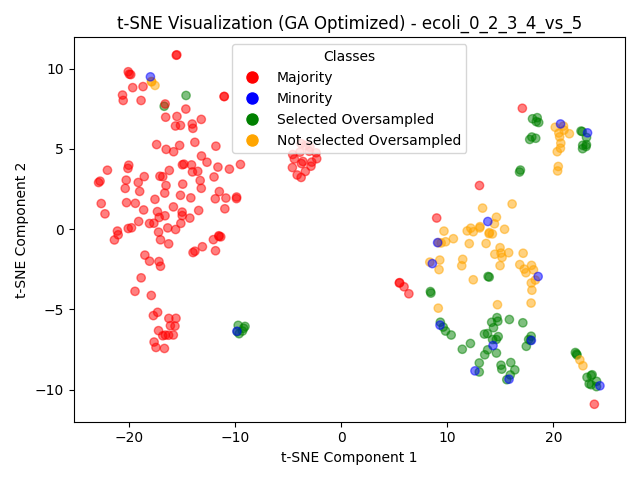 t-SNE Visualization (GA Optimized) - ecoli_0_2_3_4_vs_5
Classes
Majority
Minority
Selected Oversampled
Not selected Oversampled
t-SNE Component 2
10
5
0
−5
−10
−20
−10
0
10
20
t-SNE Component 1